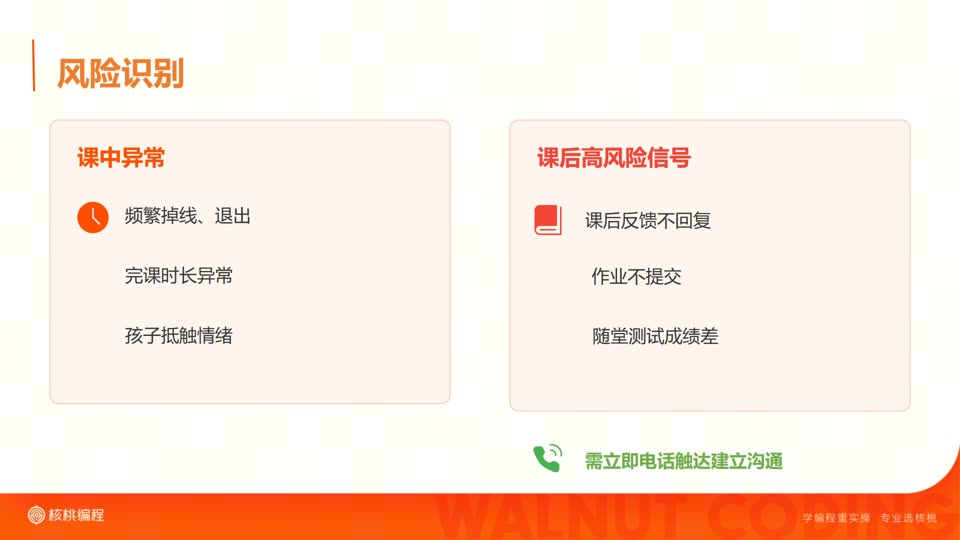 风险识别
课中异常
频繁掉线、退出
完课时长异常
孩子抵触情绪
课后高风险信号
课后反馈不回复
作业不提交
随堂测试成绩差
需立即电话触达建立沟通
核桃编程
WALNUT CODING
学编程重实操 专业选核桃